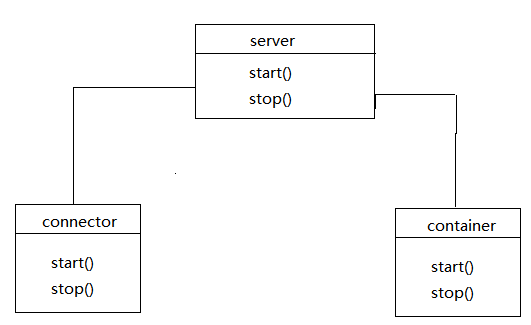 server
start()
stop()
connector
start()
stop()
container
start()
stop()